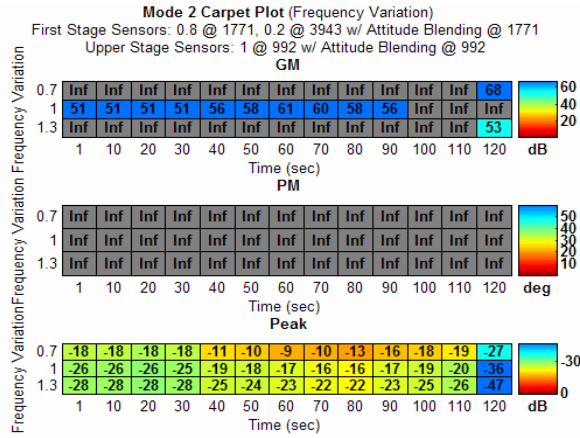 Mode 2 Carpet Plot (Frequency Variation)
First Stage Sensors: 0.8 @ 1771, 0.2 @ 3943 w/ Attitude Blending @ 1771
Upper Stage Sensors: 1 @ 992 w/ Attitude Blending @ 992
GM
Frequency Variation
0.7 Inf Inf Inf Inf Inf Inf Inf Inf Inf Inf Inf Inf 68
1 51 51 51 51 56 58 61 60 58 56 Inf Inf Inf
1.3 Inf Inf Inf Inf Inf Inf Inf Inf Inf Inf Inf Inf 53
1 10 20 30 40 50 60 70 80 90 100 110 120
Time (sec)
60
40
20
0
dB
PM
Frequency Variation
0.7 Inf Inf Inf Inf Inf Inf Inf Inf Inf Inf Inf Inf Inf
1 Inf Inf Inf Inf Inf Inf Inf Inf Inf Inf Inf Inf Inf
1.3 Inf Inf Inf Inf Inf Inf Inf Inf Inf Inf Inf Inf Inf
1 10 20 30 40 50 60 70 80 90 100 110 120
Time (sec)
50
40
30
20
10
0
deg
Peak
Frequency Variation
0.7 -18 -18 -18 -18 -11 -10 -9 -10 -13 -16 -18 -19 -27
1 -26 -26 -26 -25 -19 -18 -17 -16 -16 -17 -19 -20 -36
1.3 -28 -28 -28 -28 -25 -24 -23 -22 -22 -23 -25 -26 -47
1 10 20 30 40 50 60 70 80 90 100 110 120
Time (sec)
-30
0
dB